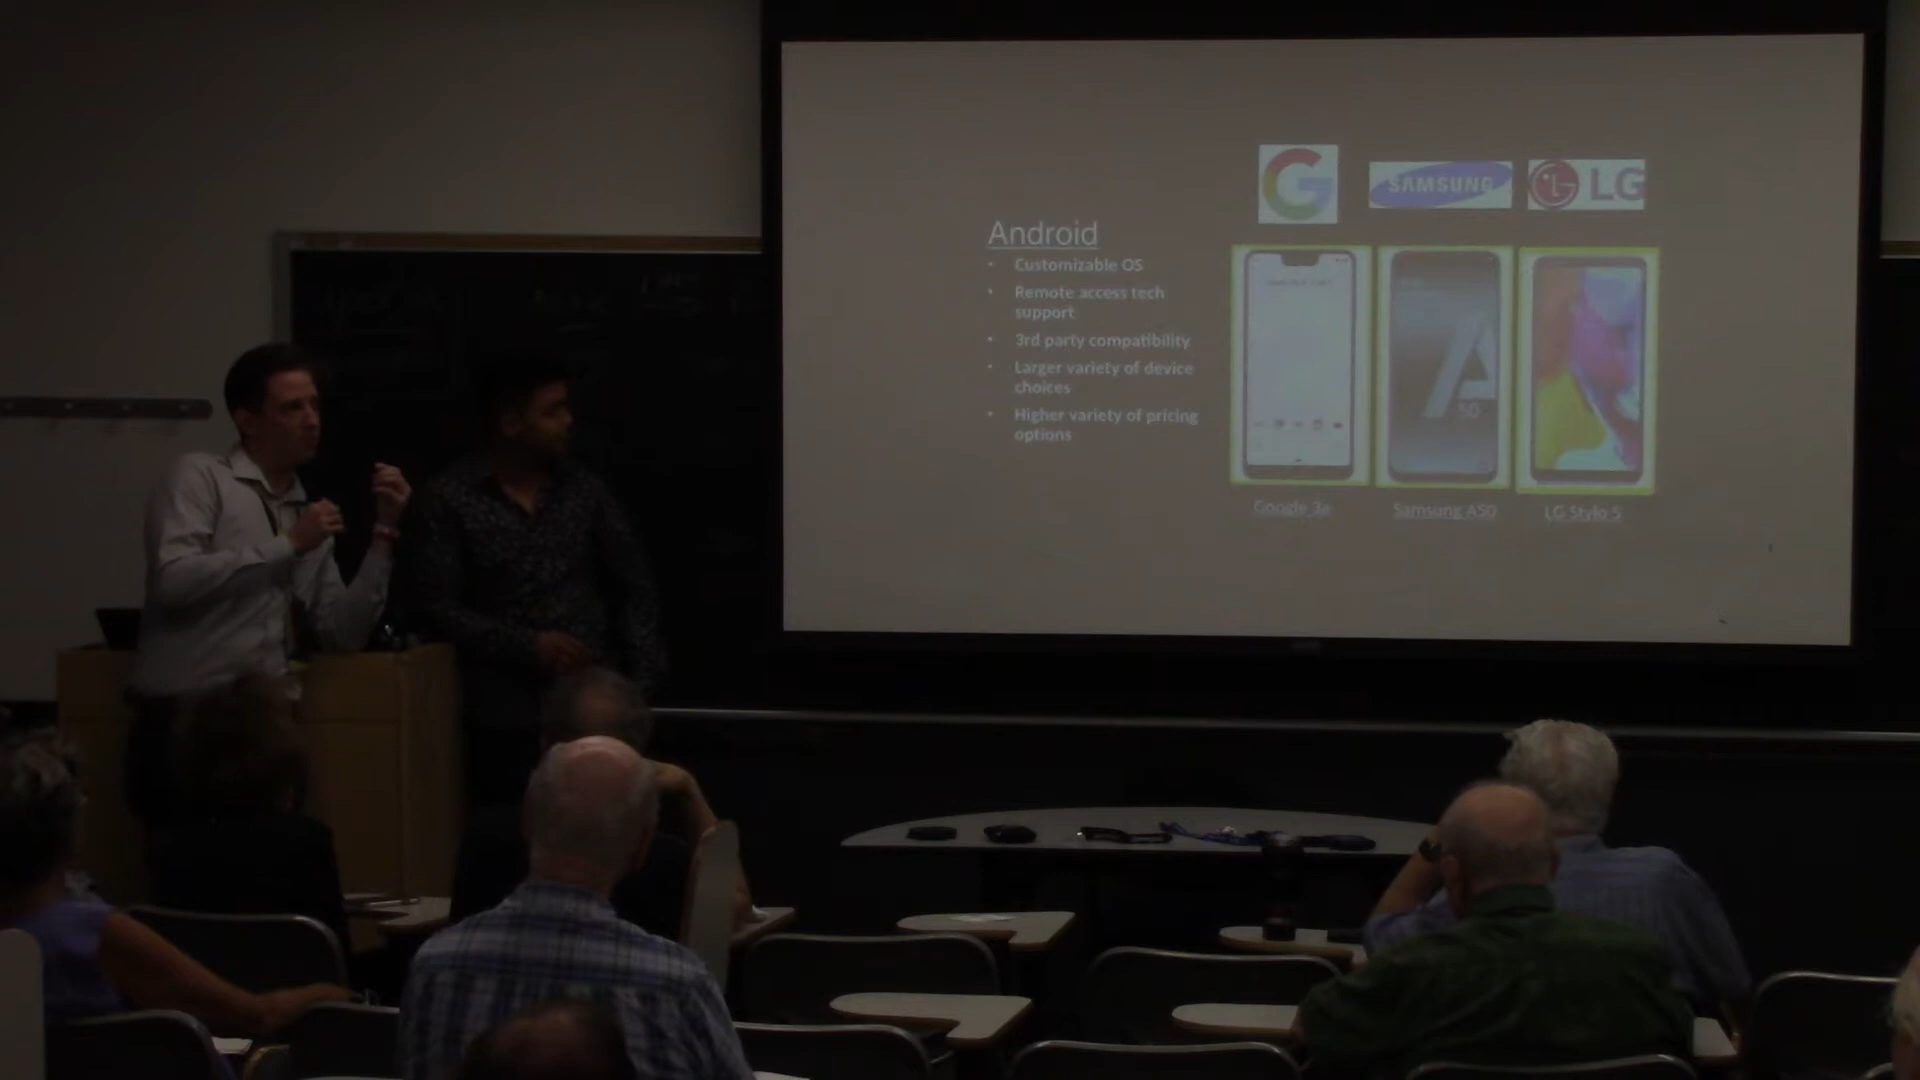 SAMSUNG
LG
Android
Customizable OS
Remote access tech
support
3rd party compatibility
Larger variety of device
choices
Higher variety of pricing
options
A
50
Google 3a
Samsung A50
LG Stylo 5